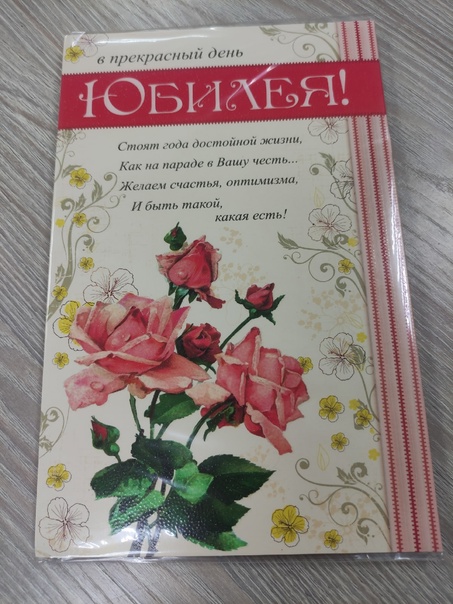 в прекрасный день
ЮБИЛЕЯ!
Стоят года достойной жизни,
Как на параде в Вашу честь...
Желаем счастья, оптимизма,
И быть такой,
какая есть!